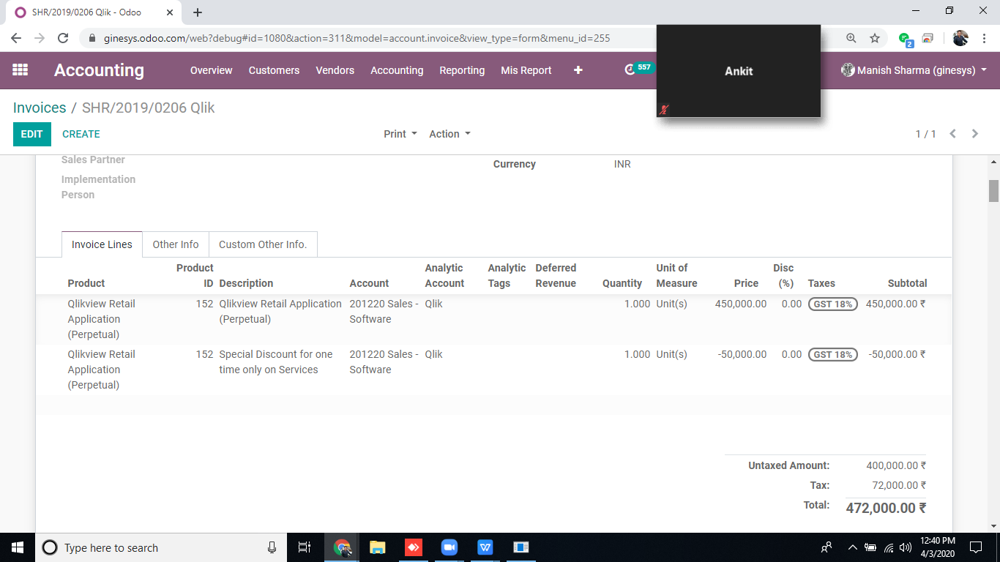 SHR/2019/0206 Qlik - Odoo
ginesys.odoo.com/web?debug#id=1080&action=311&model=account.invoice&view_type=form&menu_id=255
2
Accounting Overview Customers Vendors Accounting Reporting Mis Report 557 Manish Sharma (ginesys)
Ankit
Invoices / SHR/2019/0206 Qlik
EDIT CREATE Print Action 1 / 1
Sales Partner
Currency INR
Implementation
Person
Invoice Lines Other Info Custom Other Info.
Product Analytic Analytic Deferred Unit of Disc
Product ID Description Account Account Tags Revenue Quantity Measure Price (%) Taxes Subtotal
Qlikview Retail 152 Qlikview Retail Application 201220 Sales - Qlik 1.000 Unit(s) 450,000.00 0.00 GST 18% 450,000.00 ₹
Application (Perpetual) Software
(Perpetual)
Qlikview Retail 152 Special Discount for one 201220 Sales - Qlik 1.000 Unit(s) -50,000.00 0.00 GST 18% -50,000.00 ₹
Application time only on Services Software
(Perpetual)
Untaxed Amount: 400,000.00 ₹
Tax: 72,000.00 ₹
Total: 472,000.00 ₹
Type here to search
12:40 PM
4/3/2020